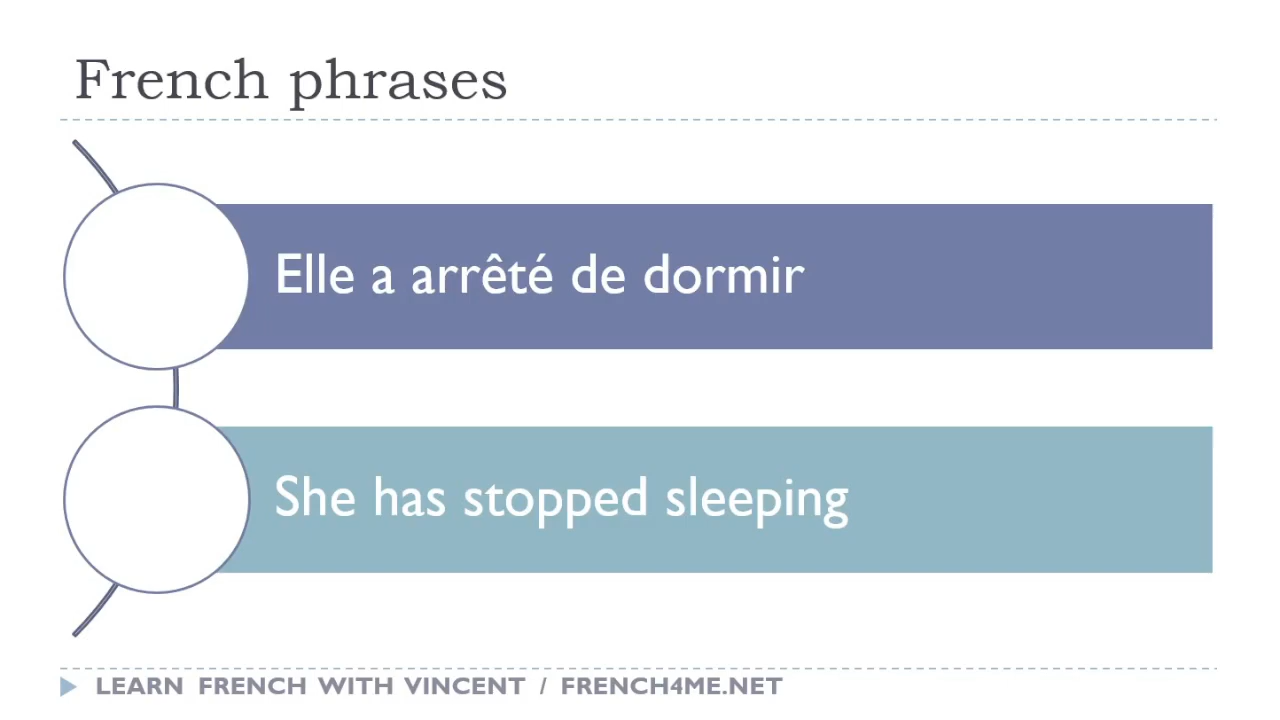 French phrases
Elle a arrêté de dormir
She has stopped sleeping
LEARN FRENCH WITH VINCENT / FRENCH4ME.NET